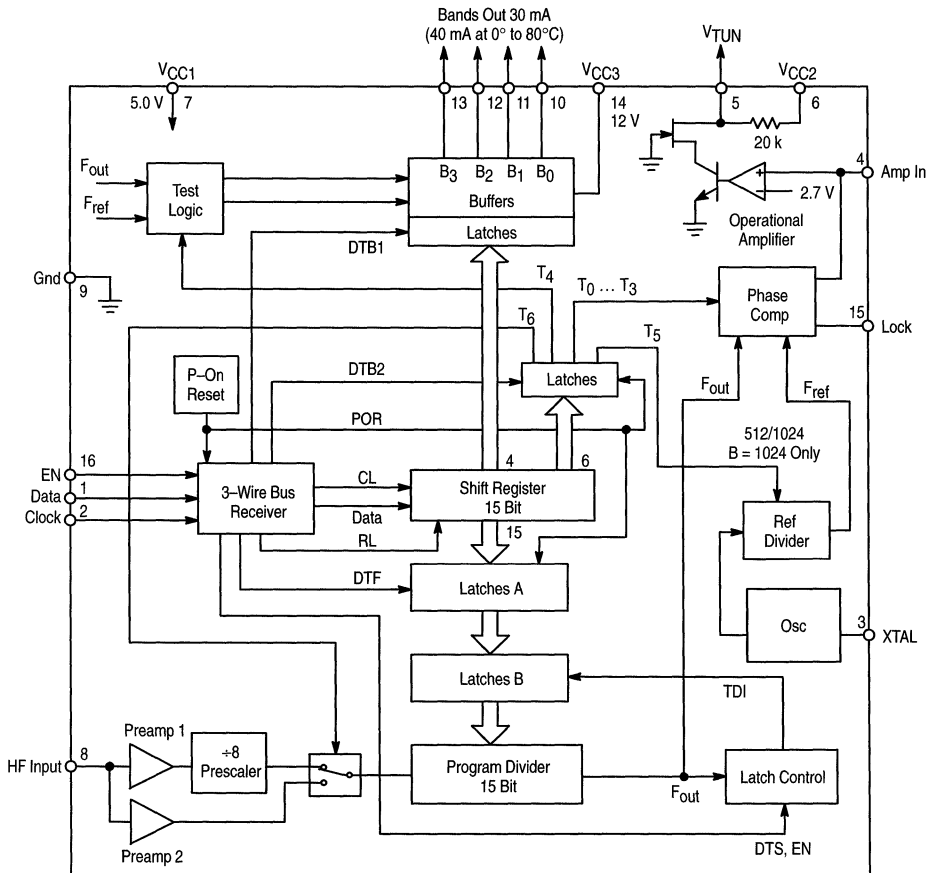 Bands Out 30 mA
(40 mA at 0° to 80°C)
VTUN
VCC1
VCC3
VCC2
5.0 V
7
13
12
11
10
14
12 V
5
6
20 k
4
Amp In
2.7 V
Operational
Amplifier
Fout
Fref
Test
Logic
B3 B2 B1 B0
Buffers
Latches
DTB1
Gnd
9
T4
T0 ... T3
Phase
Comp
15
Lock
T6
T5
P–On
Reset
DTB2
Latches
Fout
Fref
POR
512/1024
B = 1024 Only
EN
16
Data
1
Clock
2
3–Wire Bus
Receiver
CL
Data
RL
4
6
Shift Register
15 Bit
15
Ref
Divider
DTF
Latches A
Osc
3
XTAL
Latches B
TDI
Preamp 1
÷8
Prescaler
HF Input
8
Program Divider
15 Bit
Fout
Latch Control
Preamp 2
DTS, EN